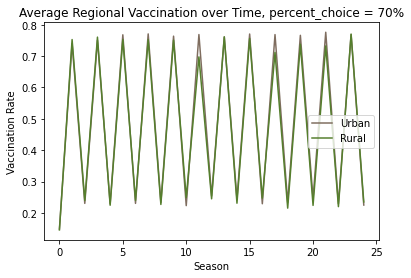 Average Regional Vaccination over Time, percent_choice = 70%
0.8
0.7
0.6
0.5
0.4
0.3
0.2
Vaccination Rate
Urban
Rural
0 5 10 15 20 25
Season